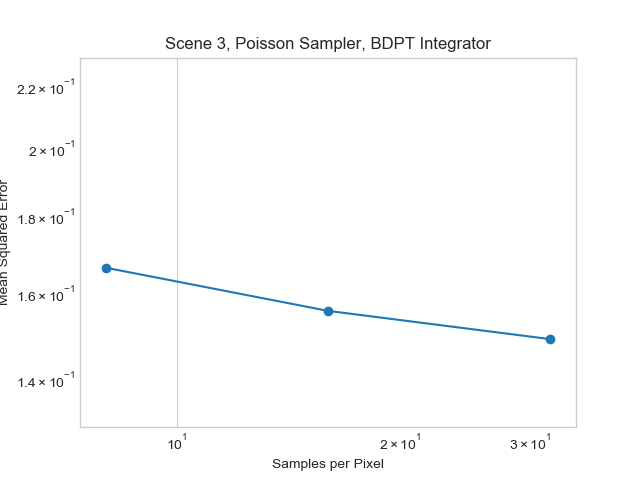 Scene 3, Poisson Sampler, BDPT Integrator
Mean Squared Error
2.2 × 10⁻¹
2 × 10⁻¹
1.8 × 10⁻¹
1.6 × 10⁻¹
1.4 × 10⁻¹
10¹
2 × 10¹
3 × 10¹
Samples per Pixel